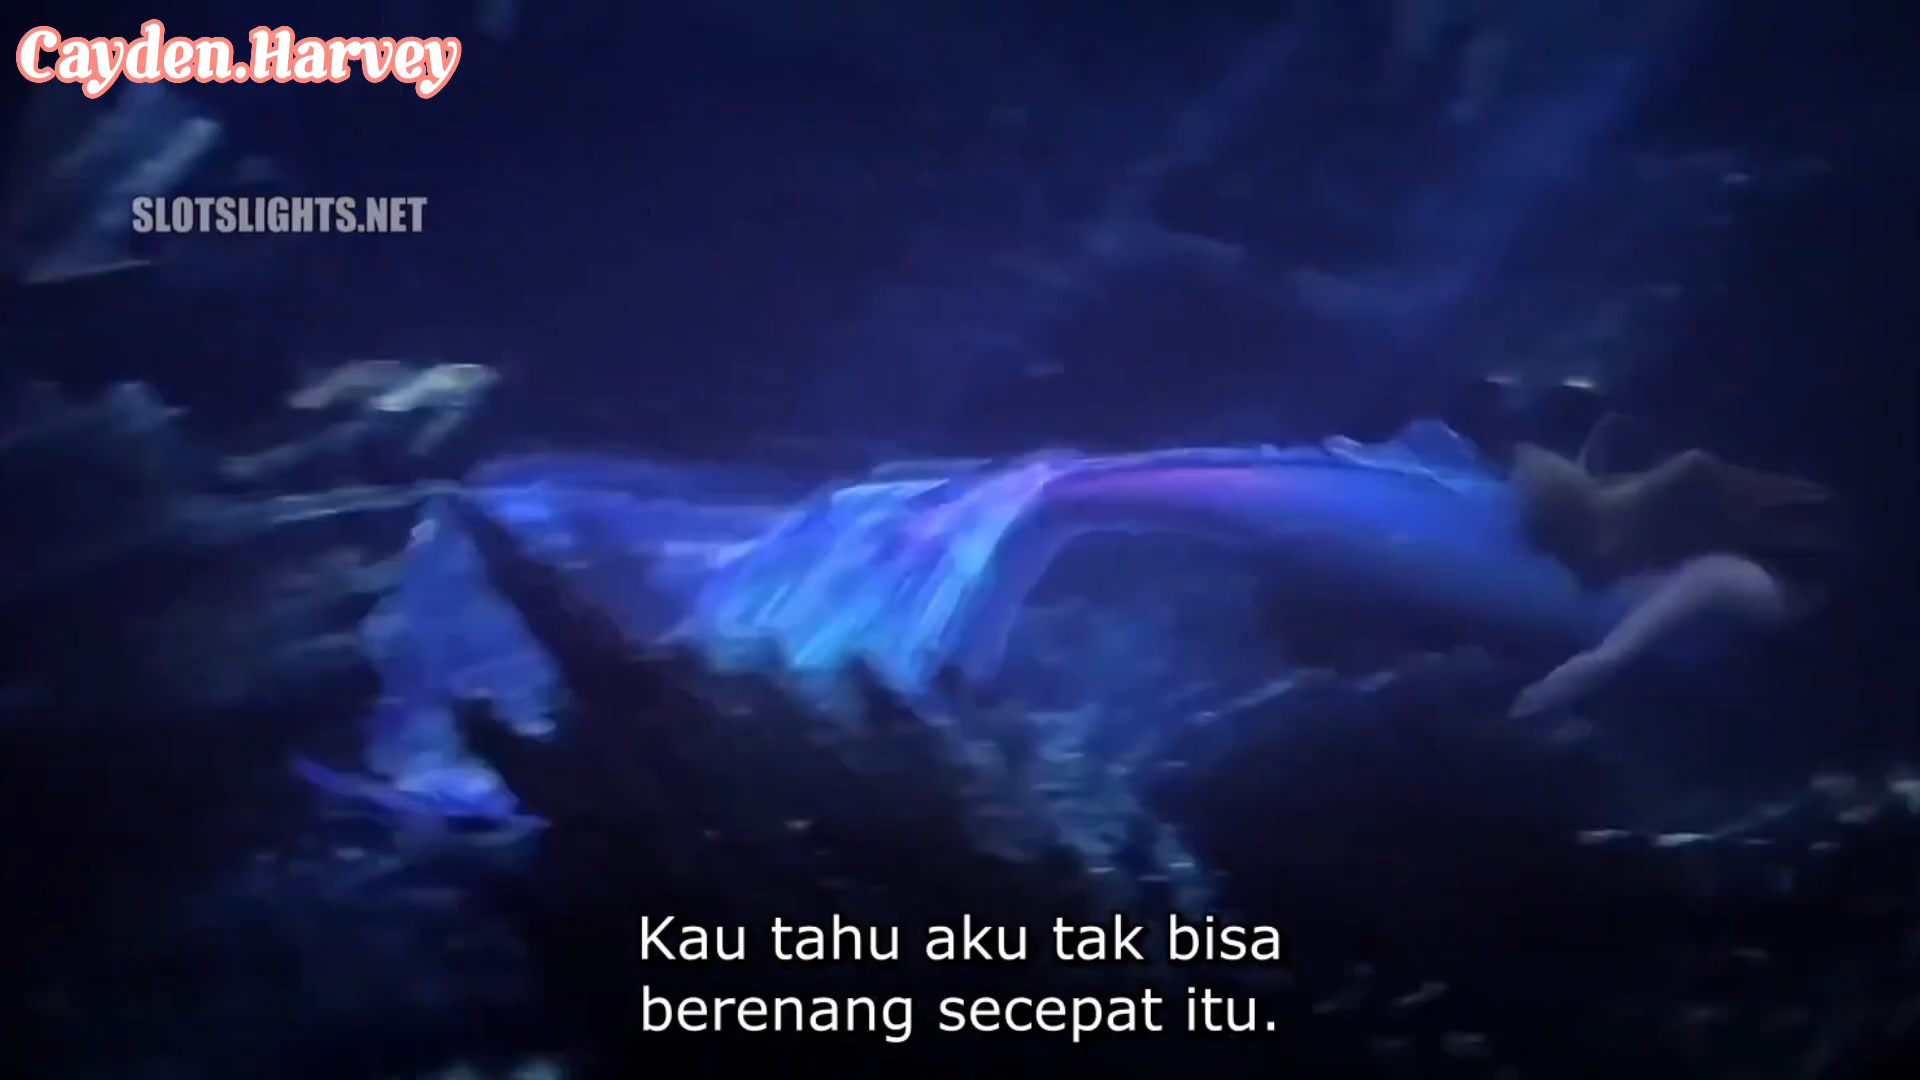 Cayden.Harvey
SLOTSLIGHTS.NET
Kau tahu aku tak bisa
berenang secepat itu.